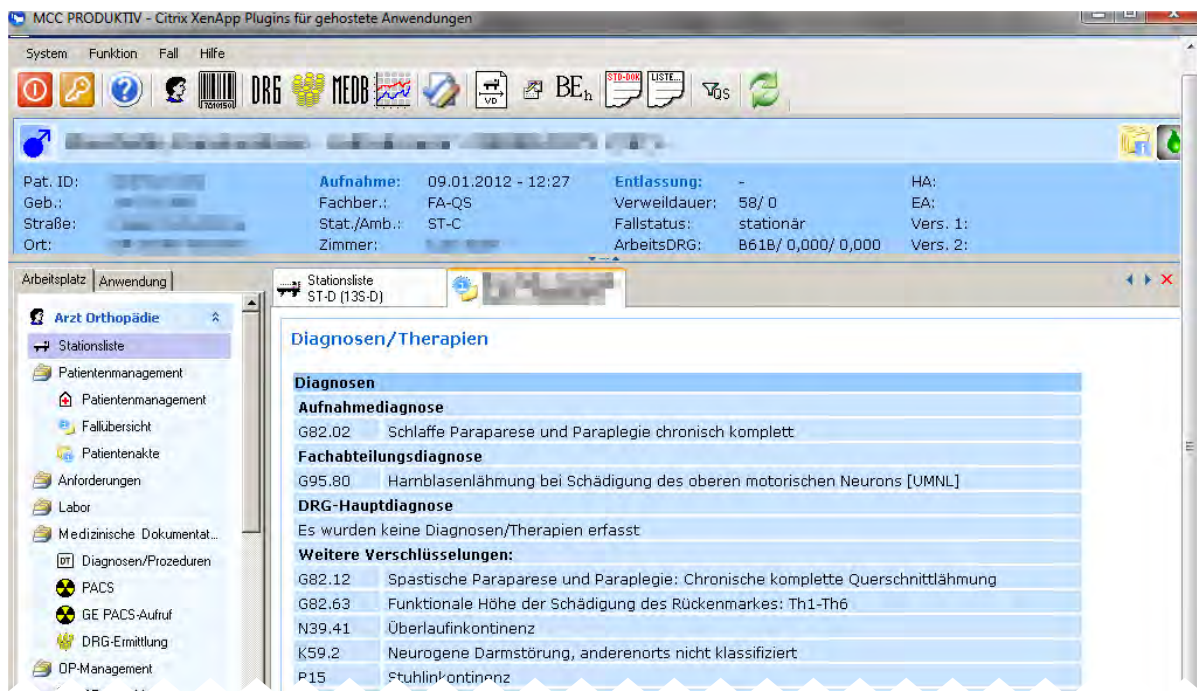 MCC PRODUKTIV - Citrix XenApp Plugins für gehostete Anwendungen
System Funktion Fall Hilfe
DRG MEDB VD BEn STD-DOK LISTE... QS
Pat. ID: Aufnahme: 09.01.2012 - 12:27 Entlassung: - HA:
Geb.: Fachber.: FA-QS Verweildauer: 58/ 0 EA:
Straße: Stat./Amb.: ST-C Fallstatus: stationär Vers. 1:
Ort: Zimmer: ArbeitsDRG: B61B/ 0,000/ 0,000 Vers. 2:
Arbeitsplatz Anwendung
Stationsliste
ST-D (13S-D)
Arzt Orthopädie
Stationsliste
Patientenmanagement
Patientenmanagement
Fallübersicht
Patientenakte
Anforderungen
Labor
Medizinische Dokumentat...
DT Diagnosen/Prozeduren
PACS
GE PACS-Aufruf
DRG-Ermittlung
OP-Management
Diagnosen/Therapien
Diagnosen
Aufnahmediagnose
G82.02 Schlaffe Paraparese und Paraplegie chronisch komplett
Fachabteilungsdiagnose
G95.80 Harnblasenlähmung bei Schädigung des oberen motorischen Neurons [UMNL]
DRG-Hauptdiagnose
Es wurden keine Diagnosen/Therapien erfasst
Weitere Verschlüsselungen:
G82.12 Spastische Paraparese und Paraplegie: Chronische komplette Querschnittlähmung
G82.63 Funktionale Höhe der Schädigung des Rückenmarkes: Th1-Th6
N39.41 Überlaufinkontinenz
K59.2 Neurogene Darmstörung, anderenorts nicht klassifiziert
Stuhlinkontinenz